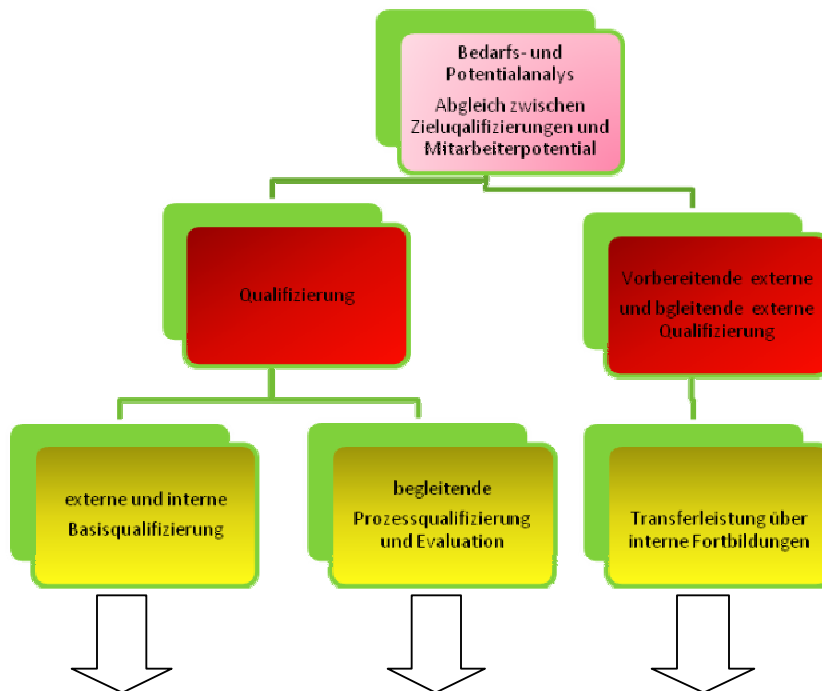 Bedarfs- und
Potentialanalys
Abgleich zwischen
Zieluqalifizierungen und
Mitarbeiterpotential
Qualifizierung
Vorbereitende externe
und bgleitende externe
Qualifizierung
externe und interne
Basisqualifizierung
begleitende
Prozessqualifizierung
und Evaluation
Transferleistung über
interne Fortbildungen